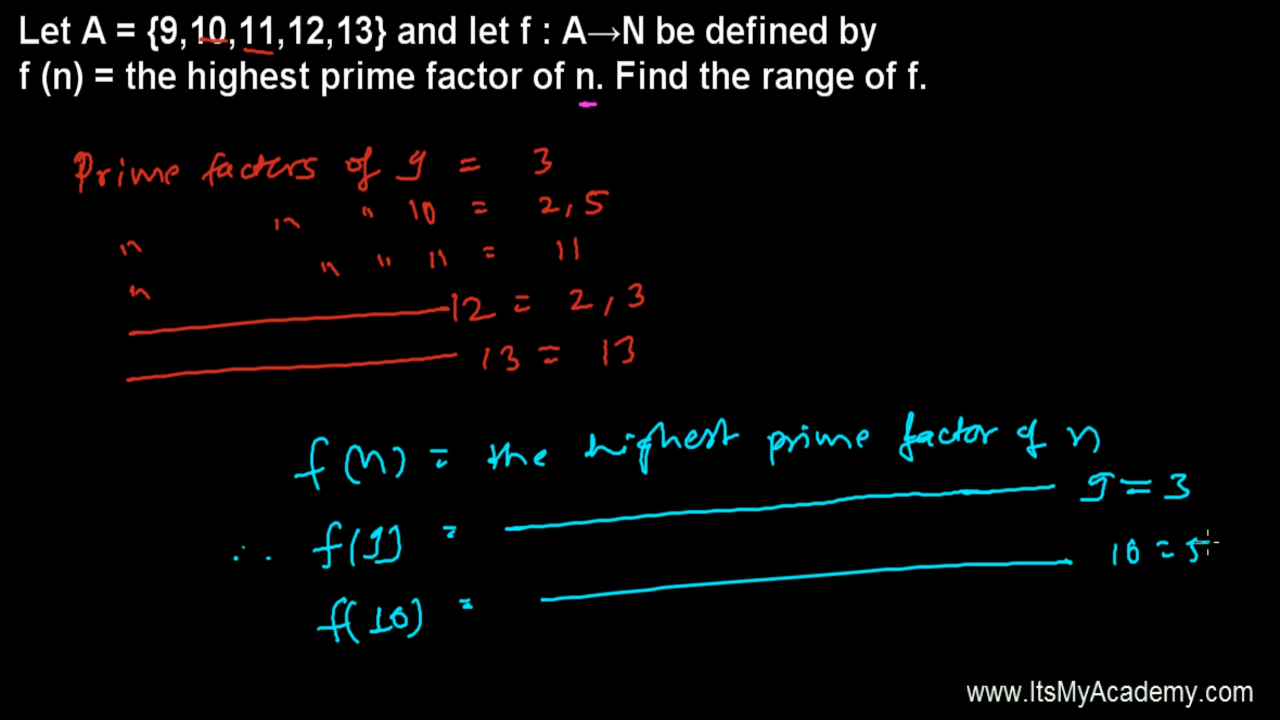 Let A = {9,10,11,12,13} and let f : A→N be defined by
f (n) = the highest prime factor of n. Find the range of f.
Prime factors of 9 = 3
" " " 10 = 2, 5
" " " 11 = 11
12 = 2, 3
13 = 13
f(n) = the highest prime factor of n
∴ f(9) = 9 = 3
f(10) = 10 = 5
www.ItsMyAcademy.com